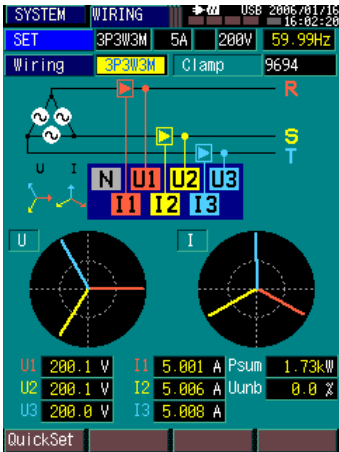 SYSTEM WIRING USB 2006/01/16
16:02:20
SET 3P3W3M 5A 200V 59.99Hz
Wiring 3P3W3M Clamp 9694
R
S
T
U I
N U1 U2 U3
I1 I2 I3
U I
U1 200.1 V I1 5.001 A Psum 1.73kW
U2 200.1 V I2 5.006 A Uunb 0.0 %
U3 200.0 V I3 5.008 A
QuickSet